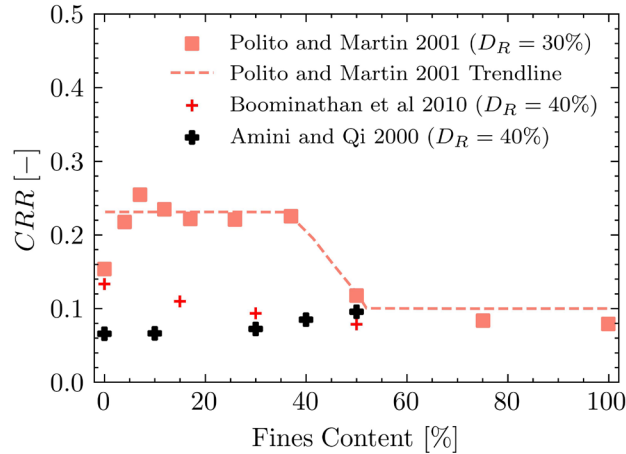 0.5
0.4
0.3
0.2
0.1
0.0
CRR [−]
Polito and Martin 2001 (D_R = 30%)
Polito and Martin 2001 Trendline
Boominathan et al 2010 (D_R = 40%)
Amini and Qi 2000 (D_R = 40%)
0 20 40 60 80 100
Fines Content [%]